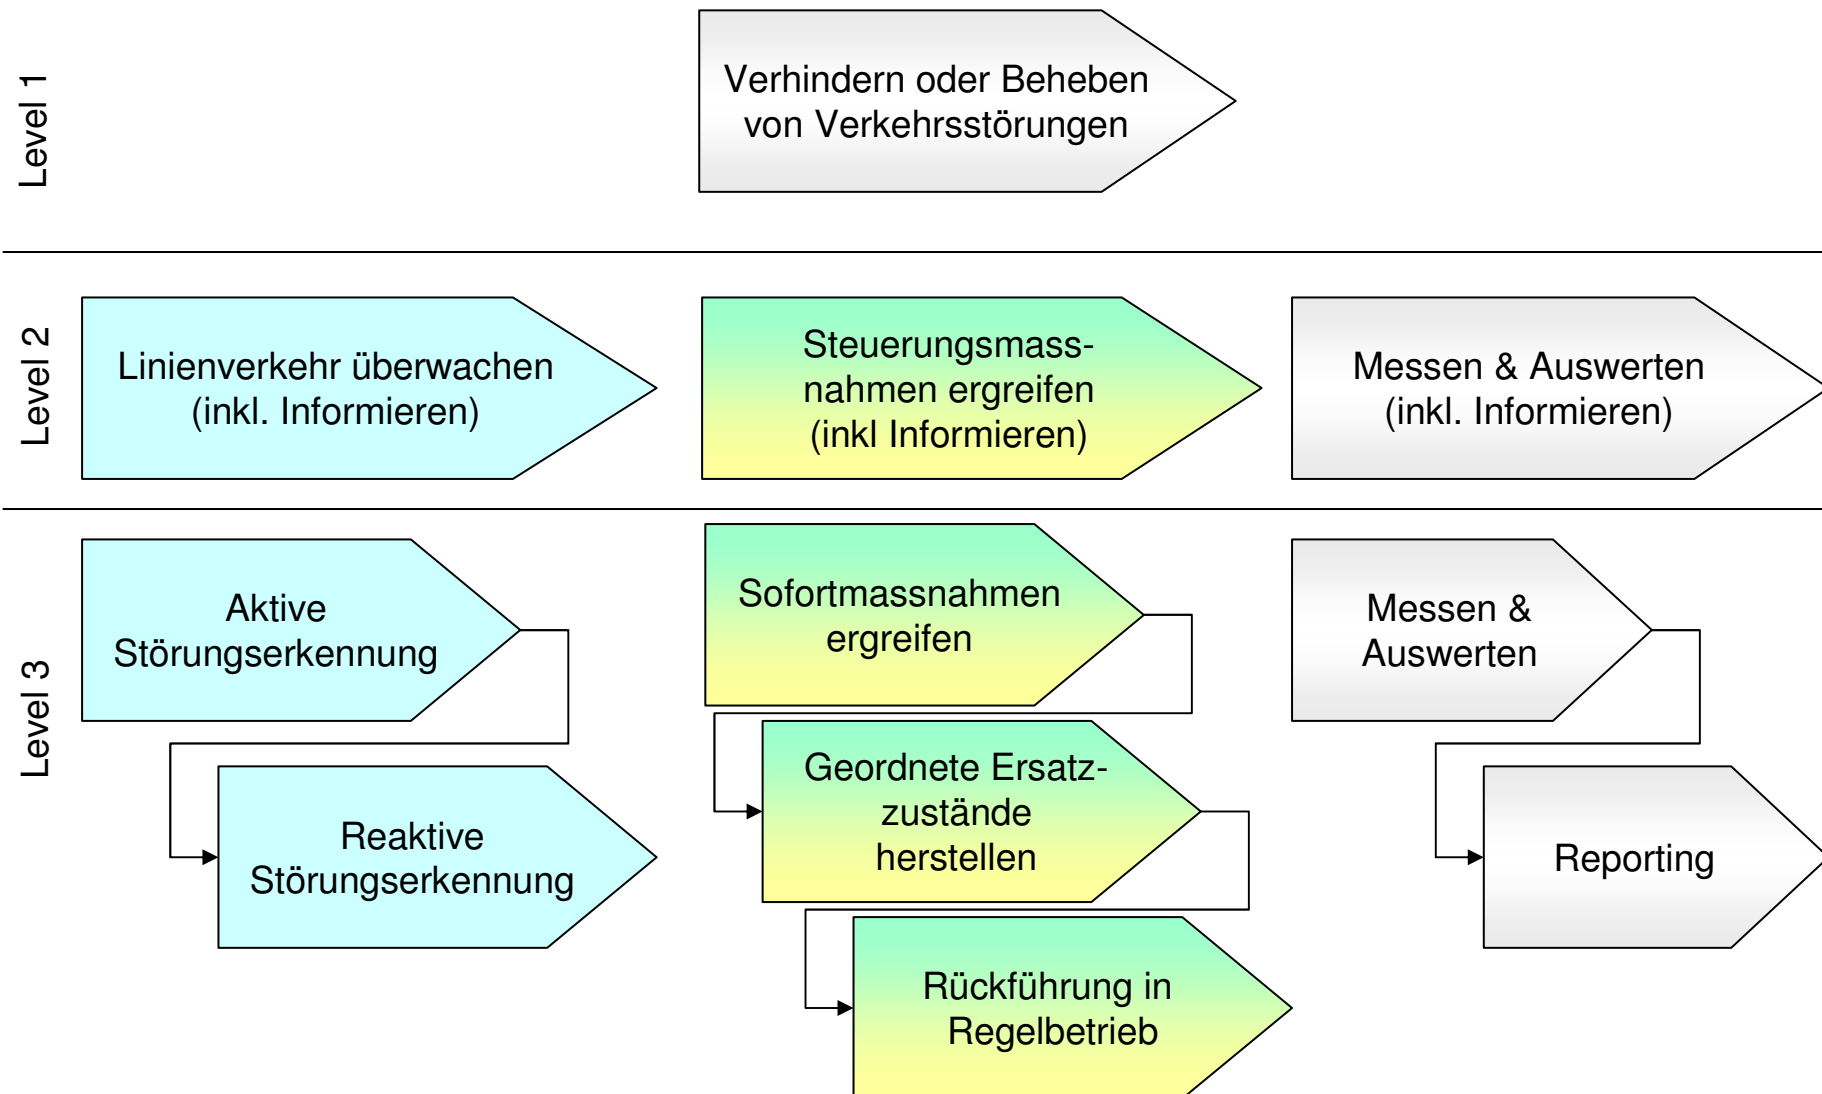 Level 1
Verhindern oder Beheben
von Verkehrsstörungen
Level 2
Linienverkehr überwachen
(inkl. Informieren)
Steuerungsmass-
nahmen ergreifen
(inkl Informieren)
Messen & Auswerten
(inkl. Informieren)
Level 3
Aktive
Störungserkennung
Reaktive
Störungserkennung
Sofortmassnahmen
ergreifen
Geordnete Ersatz-
zustände
herstellen
Rückführung in
Regelbetrieb
Messen &
Auswerten
Reporting